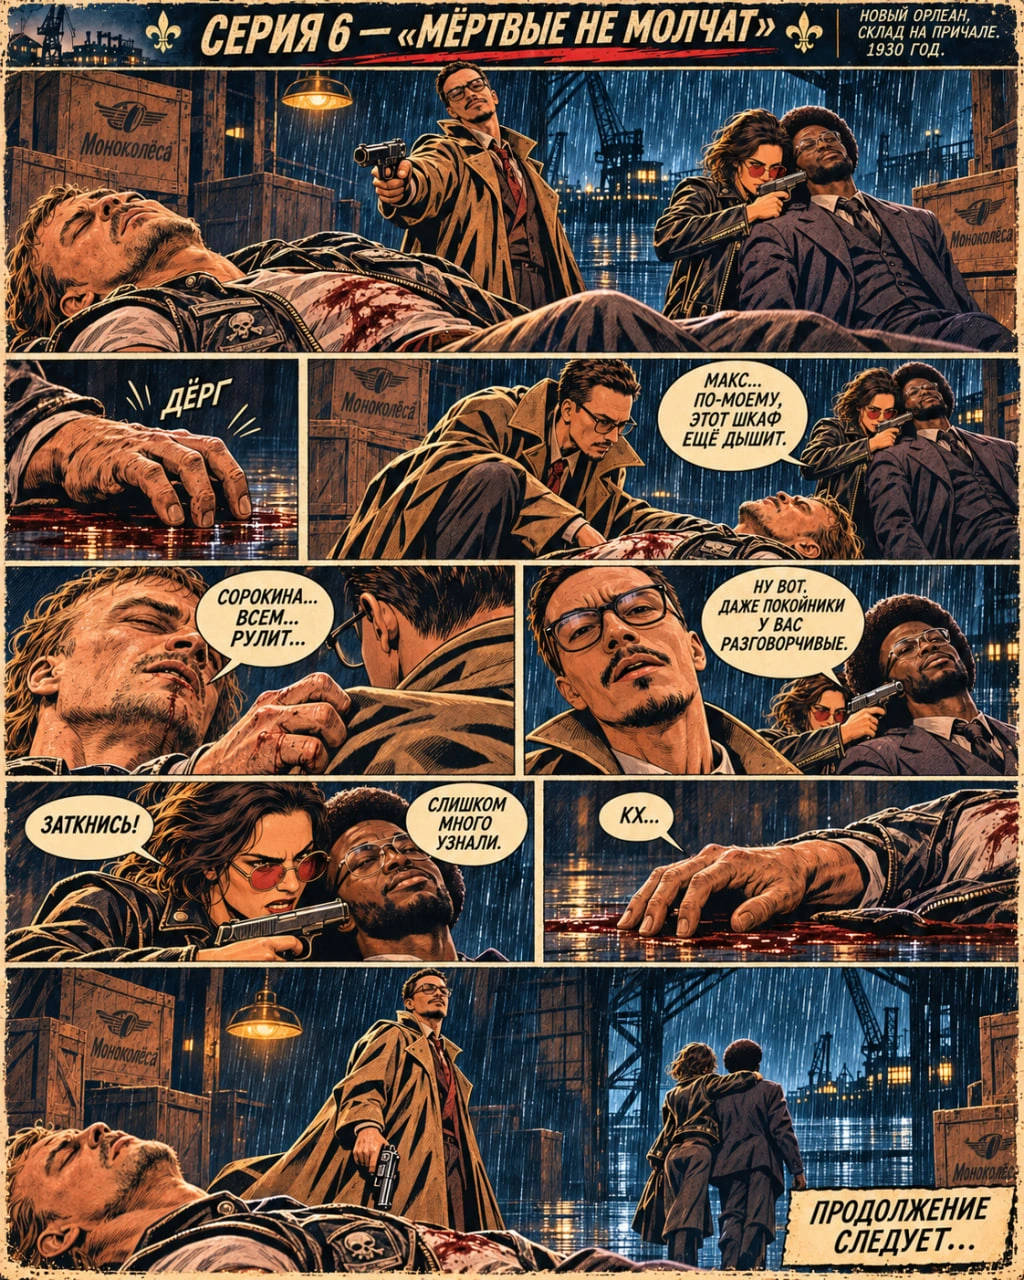 СЕРИЯ 6 – «МЁРТВЫЕ НЕ МОЛЧАТ»
НОВЫЙ ОРЛЕАН,
СКЛАД НА ПРИЧАЛЕ.
1930 ГОД.
Моноколёса
Моноколёса
ДЁРГ
Моноколёса
МАКС...
ПО-МОЕМУ,
ЭТОТ ШКАФ
ЕЩЁ ДЫШИТ.
СОРОКИНА...
ВСЕМ...
РУЛИТ...
НУ ВОТ.
ДАЖЕ ПОКОЙНИКИ
У ВАС
РАЗГОВОРЧИВЫЕ.
ЗАТКНИСЬ!
СЛИШКОМ
МНОГО
УЗНАЛИ.
КХ...
Моноколёса
Моноколёса
ПРОДОЛЖЕНИЕ
СЛЕДУЕТ...